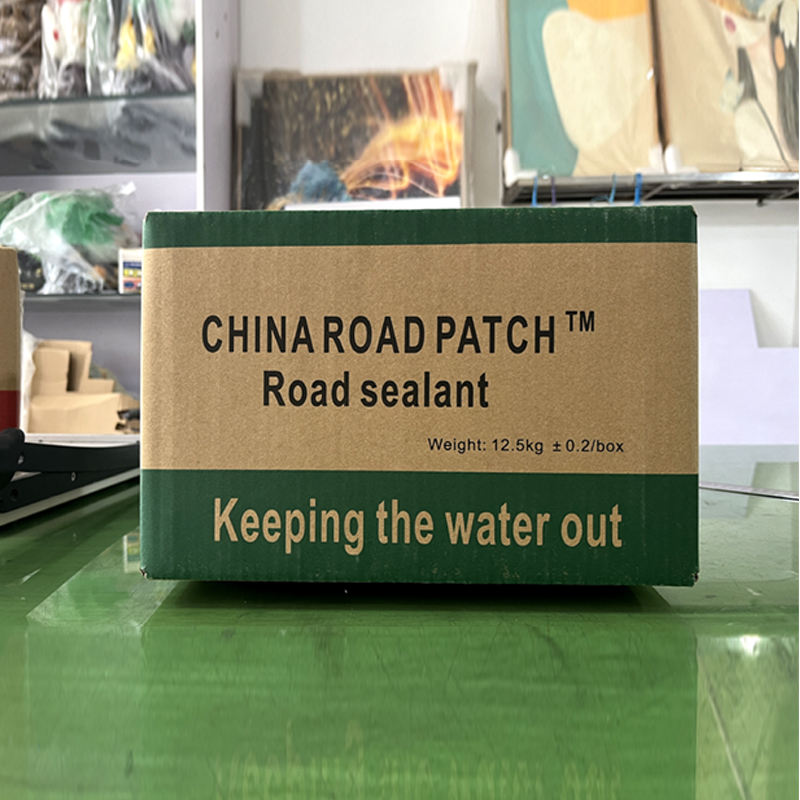 CHINA ROAD PATCH™
Road sealant
Weight: 12.5kg ±0.2/box
Keeping the water out